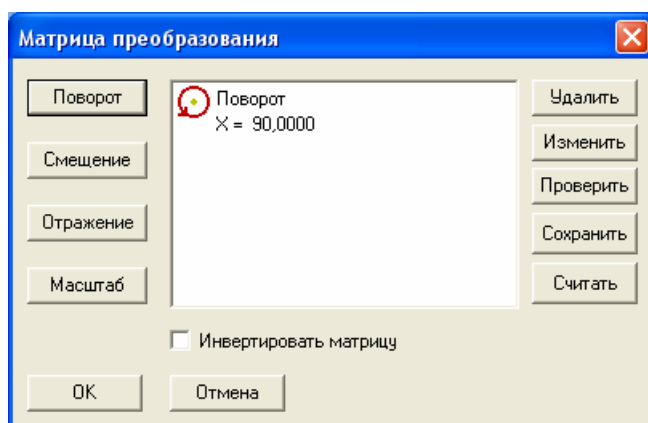 Матрица преобразования
Поворот
Смещение
Отражение
Масштаб
Поворот
X = 90,0000
Удалить
Изменить
Проверить
Сохранить
Считать
Инвертировать матрицу
OK
Отмена